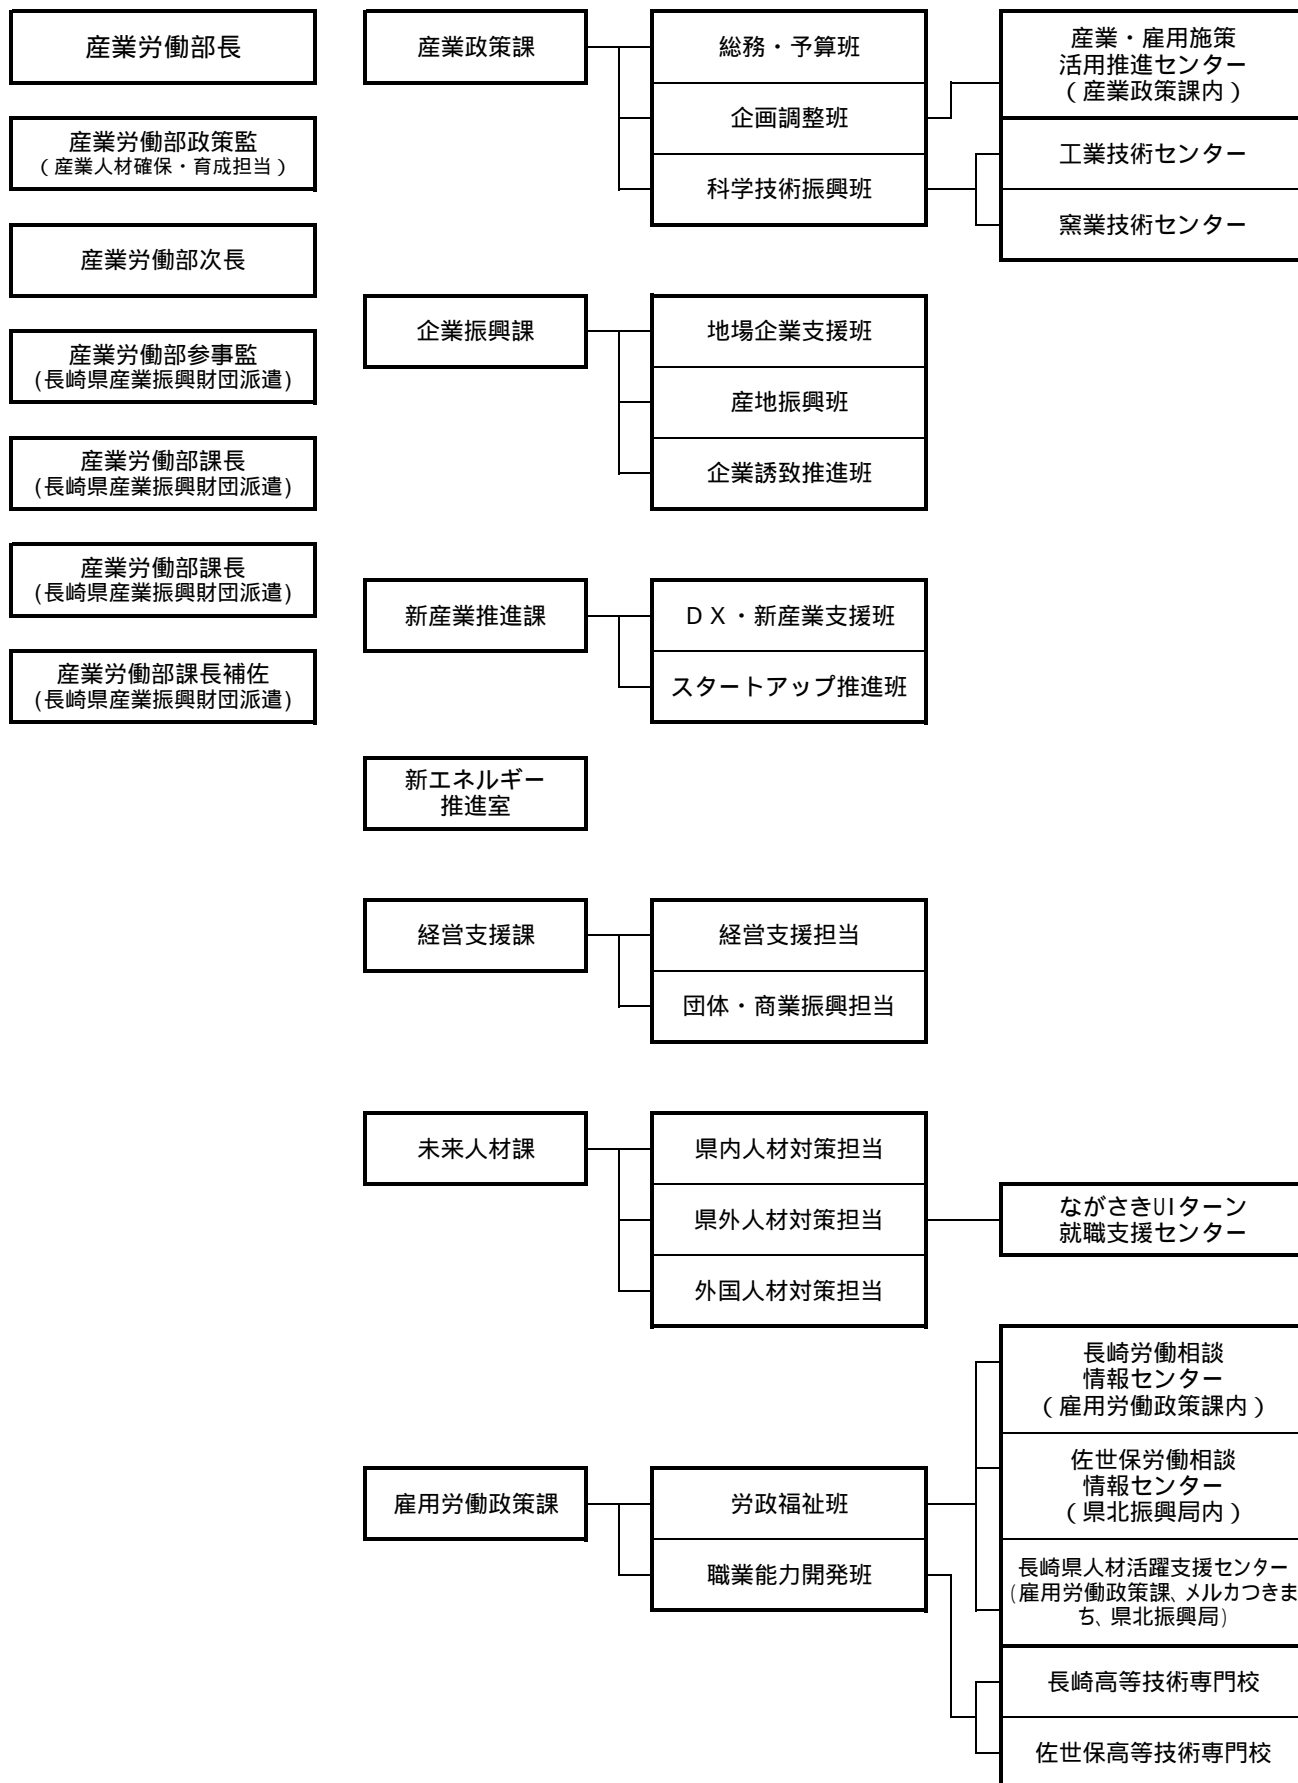 産業労働部長
産業労働部政策監
（産業人材確保・育成担当）
産業労働部次長
産業労働部参事監
(長崎県産業振興財団派遣)
産業労働部課長
(長崎県産業振興財団派遣)
産業労働部課長
(長崎県産業振興財団派遣)
産業労働部課長補佐
(長崎県産業振興財団派遣)
産業政策課
総務・予算班
企画調整班
科学技術振興班
産業・雇用施策
活用推進センター
（産業政策課内）
工業技術センター
窯業技術センター
企業振興課
地場企業支援班
産地振興班
企業誘致推進班
新産業推進課
ＤＸ・新産業支援班
スタートアップ推進班
新エネルギー
推進室
経営支援課
経営支援担当
団体・商業振興担当
未来人材課
県内人材対策担当
県外人材対策担当
外国人材対策担当
ながさきUIターン
就職支援センター
雇用労働政策課
労政福祉班
職業能力開発班
長崎労働相談
情報センター
（雇用労働政策課内）
佐世保労働相談
情報センター
（県北振興局内）
長崎県人材活躍支援センター
(雇用労働政策課、メルカつきま
ち、県北振興局)
長崎高等技術専門校
佐世保高等技術専門校